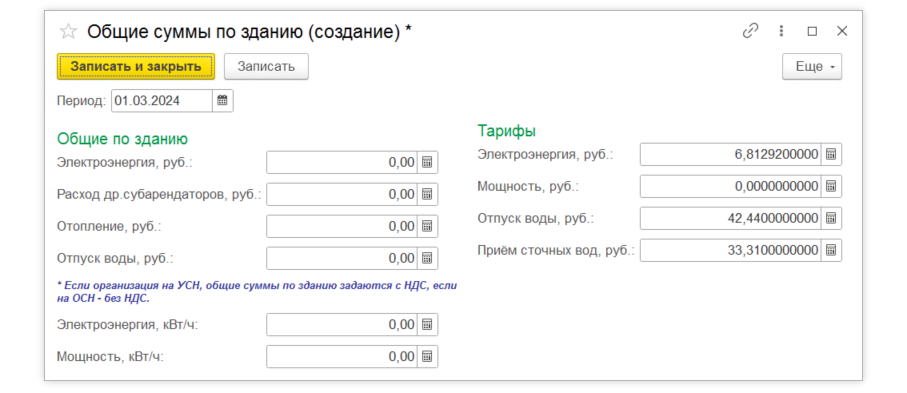 Общие суммы по зданию (создание) *
Записать и закрыть
Записать
Еще
Период: 01.03.2024
Общие по зданию
Электроэнергия, руб.: 0,00
Расход др.субарендаторов, руб.: 0,00
Отопление, руб.: 0,00
Отпуск воды, руб.: 0,00
* Если организация на УСН, общие суммы по зданию задаются с НДС, если
на ОСН - без НДС.
Электроэнергия, кВт/ч: 0,00
Мощность, кВт/ч: 0,00
Тарифы
Электроэнергия, руб.: 6,8129200000
Мощность, руб.: 0,0000000000
Отпуск воды, руб.: 42,4400000000
Приём сточных вод, руб.: 33,3100000000